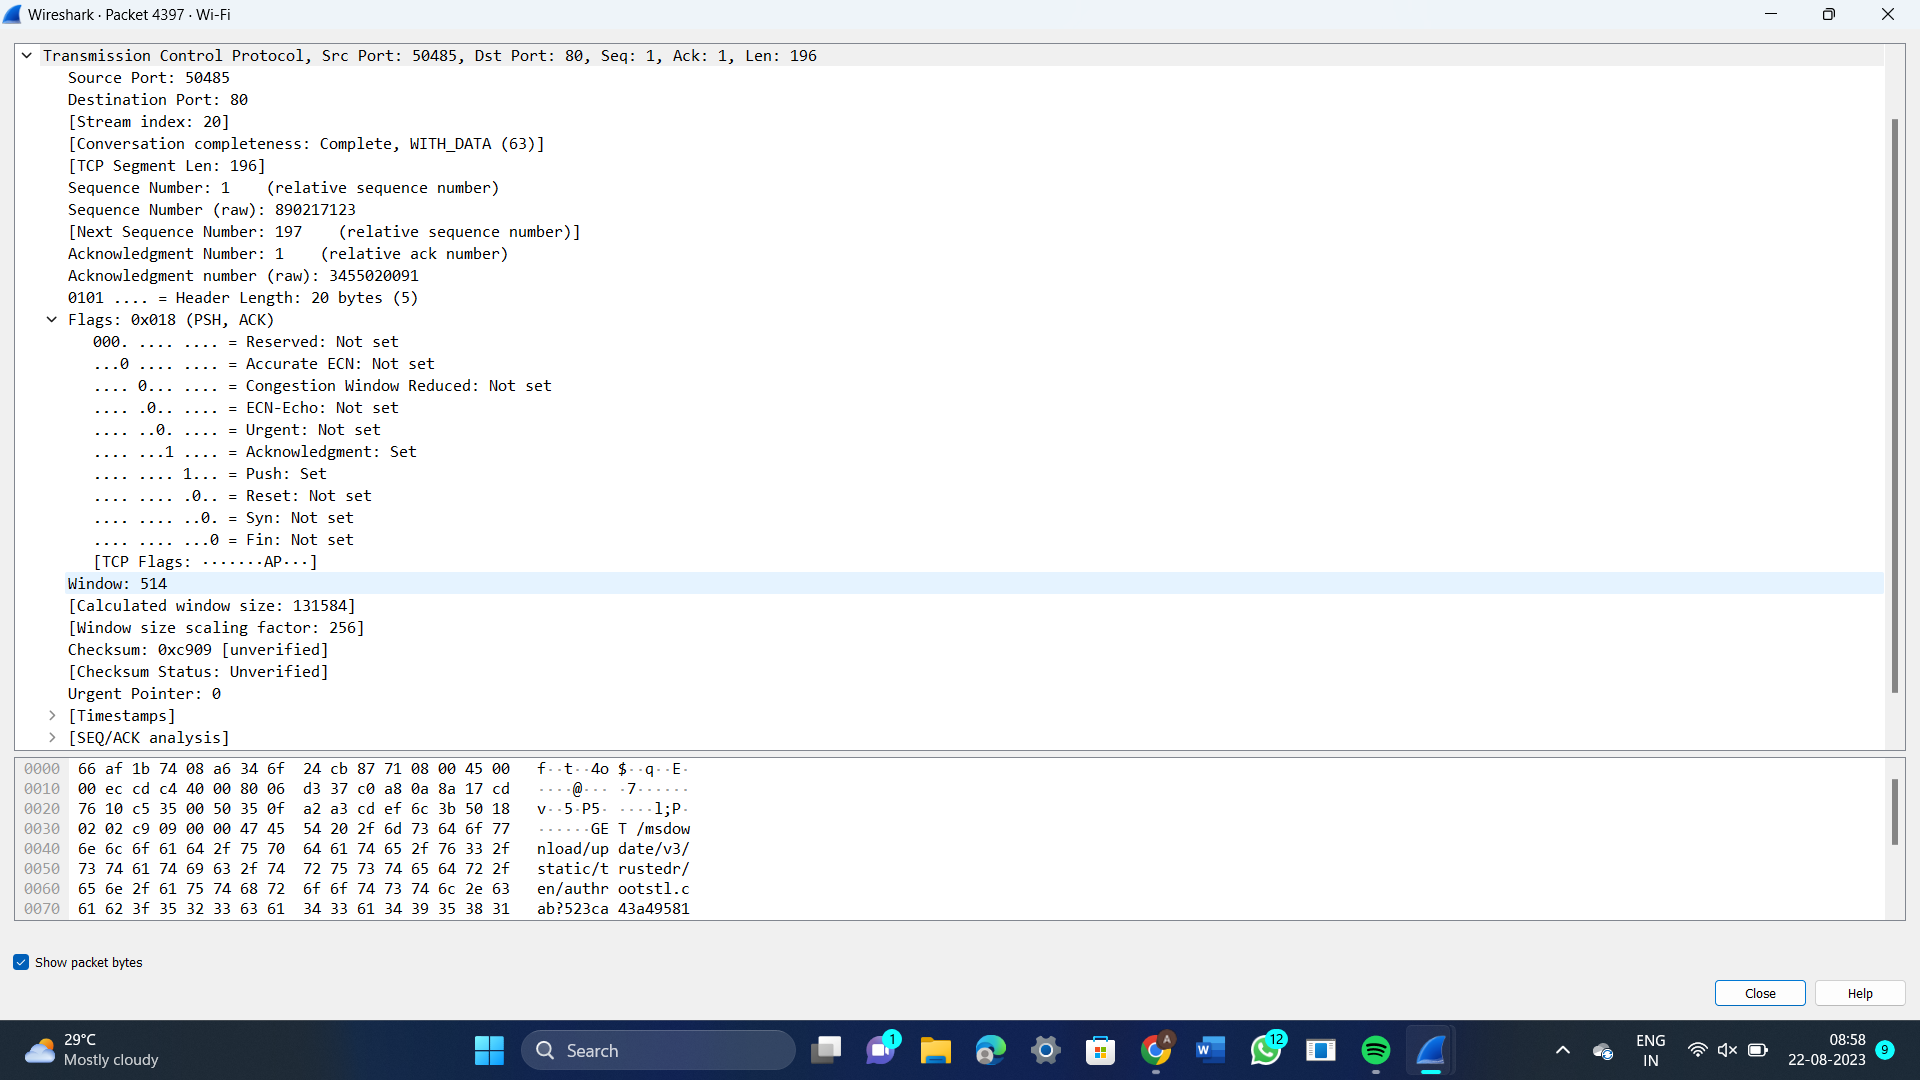 Wireshark · Packet 4397 · Wi-Fi
Transmission Control Protocol, Src Port: 50485, Dst Port: 80, Seq: 1, Ack: 1, Len: 196
Source Port: 50485
Destination Port: 80
[Stream index: 20]
[Conversation completeness: Complete, WITH_DATA (63)]
[TCP Segment Len: 196]
Sequence Number: 1    (relative sequence number)
Sequence Number (raw): 890217123
[Next Sequence Number: 197    (relative sequence number)]
Acknowledgment Number: 1    (relative ack number)
Acknowledgment number (raw): 3455020091
0101 .... = Header Length: 20 bytes (5)
Flags: 0x018 (PSH, ACK)
000. .... .... = Reserved: Not set
...0 .... .... = Accurate ECN: Not set
.... 0... .... = Congestion Window Reduced: Not set
.... .0.. .... = ECN-Echo: Not set
.... ..0. .... = Urgent: Not set
.... ...1 .... = Acknowledgment: Set
.... .... 1... = Push: Set
.... .... .0.. = Reset: Not set
.... .... ..0. = Syn: Not set
.... .... ...0 = Fin: Not set
[TCP Flags: ·······AP···]
Window: 514
[Calculated window size: 131584]
[Window size scaling factor: 256]
Checksum: 0xc909 [unverified]
[Checksum Status: Unverified]
Urgent Pointer: 0
[Timestamps]
[SEQ/ACK analysis]
0000 66 af 1b 74 08 a6 34 6f 24 cb 87 71 08 00 45 00 f··t··4o $··q··E·
0010 00 ec cd c4 40 00 80 06 d3 37 c0 a8 0a 8a 17 cd ····@··· ·7······
0020 76 10 c5 35 00 50 35 0f a2 a3 cd ef 6c 3b 50 18 v··5·P5· ····l;P·
0030 02 02 c9 09 00 00 47 45 54 20 2f 6d 73 64 6f 77 ······GE T /msdow
0040 6e 6c 6f 61 64 2f 75 70 64 61 74 65 2f 76 33 2f nload/up date/v3/
0050 73 74 61 74 69 63 2f 74 72 75 73 74 65 64 72 2f static/t rustedr/
0060 65 6e 2f 61 75 74 68 72 6f 6f 74 73 74 6c 2e 63 en/authr ootstl.c
0070 61 62 3f 35 32 33 63 61 34 33 61 34 39 35 38 31 ab?523ca 43a49581
Show packet bytes
Close
Help
29°C
Mostly cloudy
Search
1
A
W
12
ENG
IN
08:58
22-08-2023
9